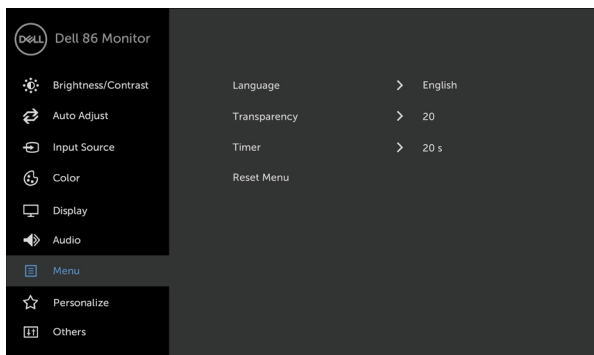 DELL Dell 86 Monitor
Brightness/Contrast
Auto Adjust
Input Source
Color
Display
Audio
Menu
Personalize
Others
Language > English
Transparency > 20
Timer > 20 s
Reset Menu